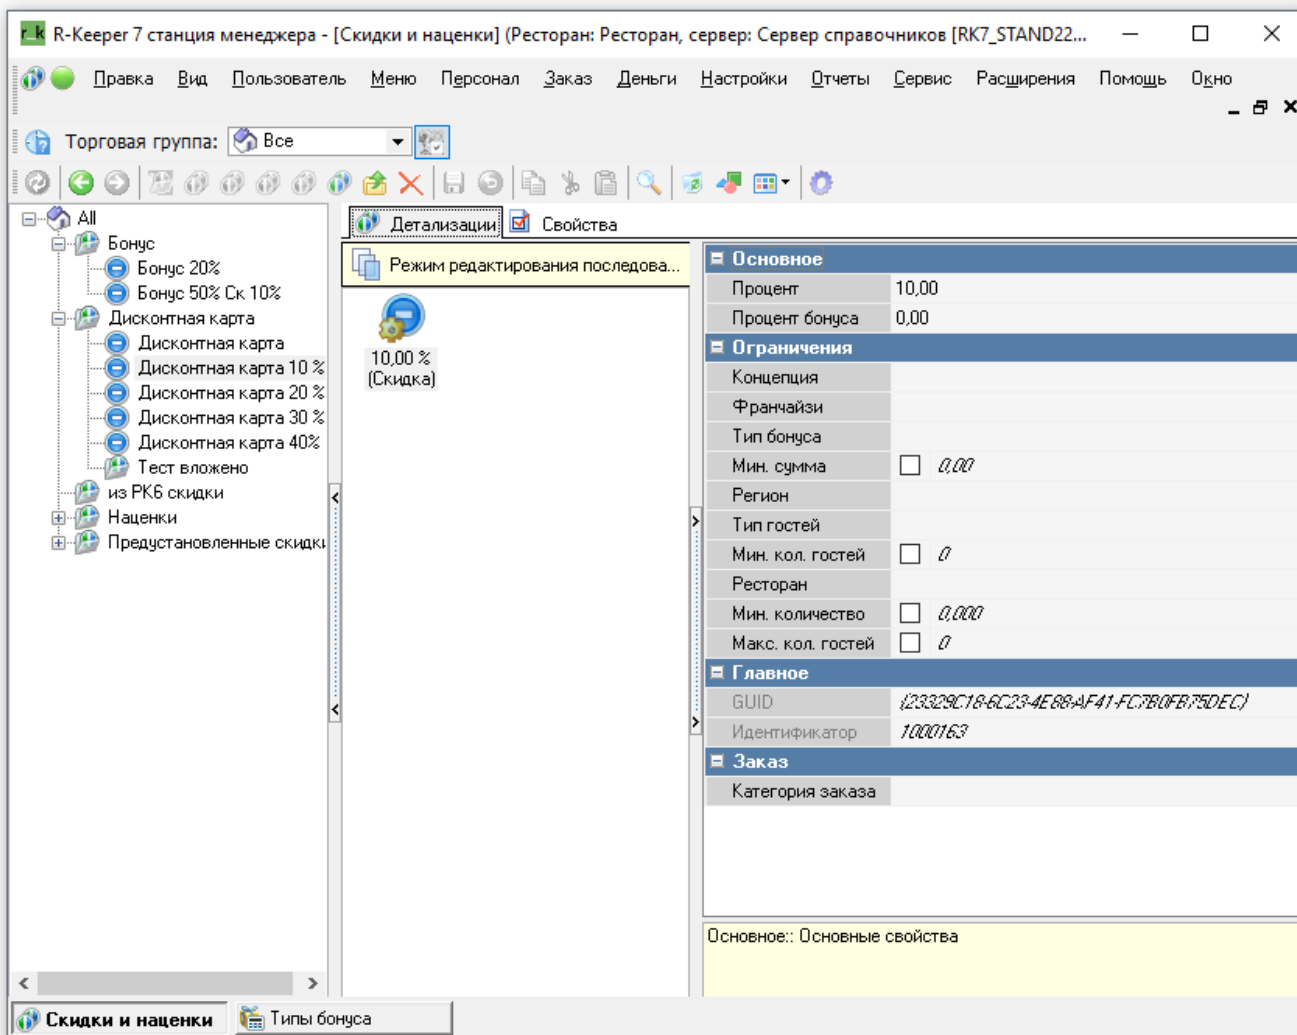 r_k R-Keeper 7 станция менеджера - [Скидки и наценки] (Ресторан: Ресторан, сервер: Сервер справочников [RK7_STAND22...
Правка Вид Пользователь Меню Персонал Заказ Деньги Настройки Отчеты Сервис Расширения Помощь Окно
Торговая группа: Все
All
Бонус
Бонус 20%
Бонус 50% Ск 10%
Дисконтная карта
Дисконтная карта
Дисконтная карта 10 %
Дисконтная карта 20 %
Дисконтная карта 30 %
Дисконтная карта 40%
Тест вложено
из РК6 скидки
Наценки
Предустановленные скидки
Детализации Свойства
Режим редактирования последова...
10,00 %
(Скидка)
Основное
Процент 10,00
Процент бонуса 0,00
Ограничения
Концепция
Франчайзи
Тип бонуса
Мин. сумма 0,00
Регион
Тип гостей
Мин. кол. гостей 0
Ресторан
Мин. количество 0,000
Макс. кол. гостей 0
Главное
GUID {23329C18-6C23-4E88-AF41-FC7B0FB75DEC}
Идентификатор 1000163
Заказ
Категория заказа
Основное:: Основные свойства
Скидки и наценки Типы бонуса